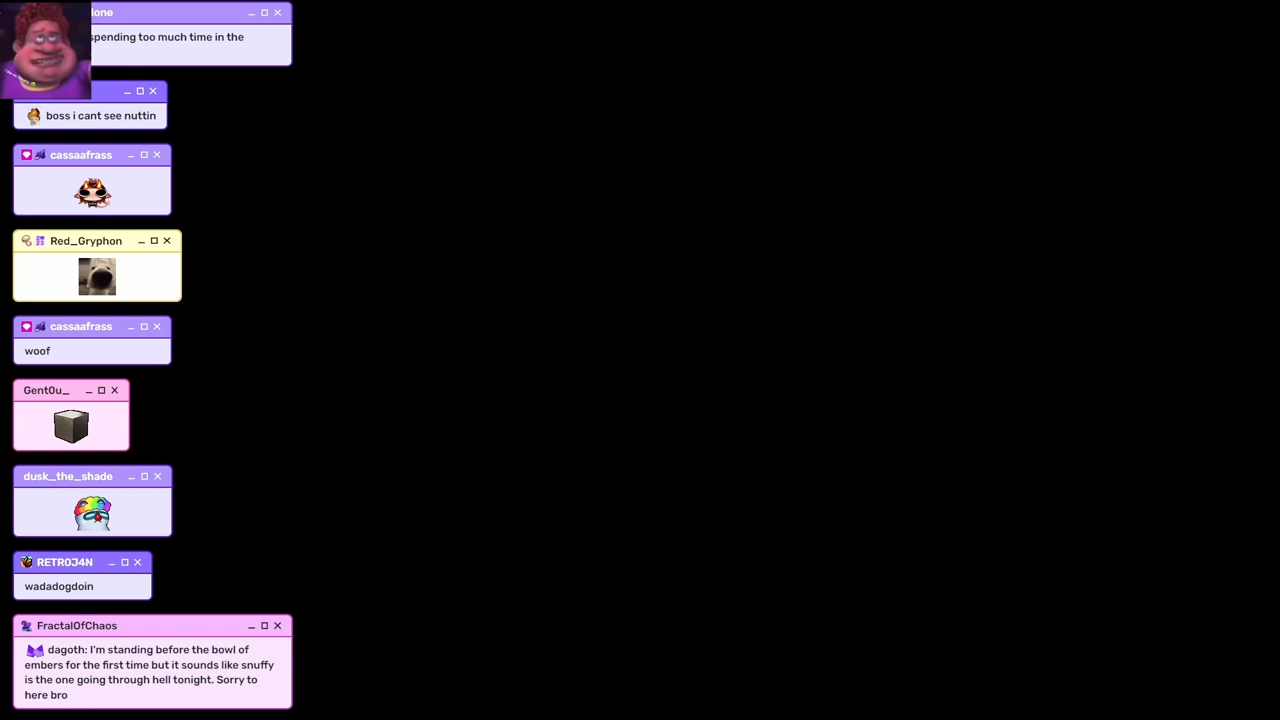 lone
spending too much time in the
boss i cant see nuttin
cassaafrass
Red_Gryphon
cassaafrass
woof
Gent0u_
dusk_the_shade
RETR0J4N
wadadogdoin
FractalOfChaos
dagoth: I'm standing before the bowl of
embers for the first time but it sounds like snuffy
is the one going through hell tonight. Sorry to
here bro